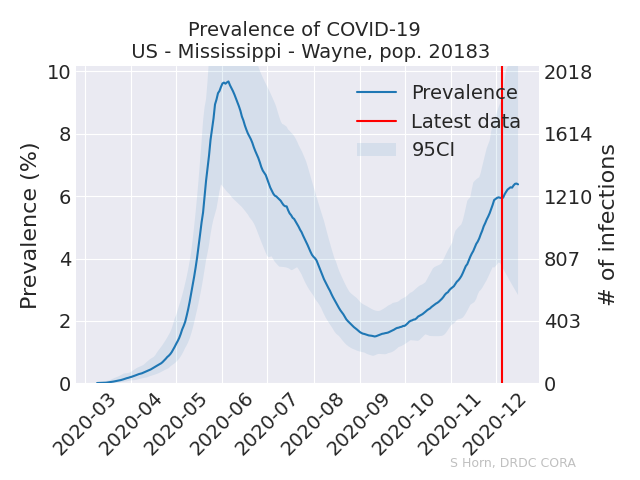 Prevalence of COVID-19
US - Mississippi - Wayne, pop. 20183
Prevalence (%)
10
8
6
4
2
0
2018
1614
1210
807
403
0
# of infections
Prevalence
Latest data
95CI
2020-03
2020-04
2020-05
2020-06
2020-07
2020-08
2020-09
2020-10
2020-11
2020-12
S Horn, DRDC CORA